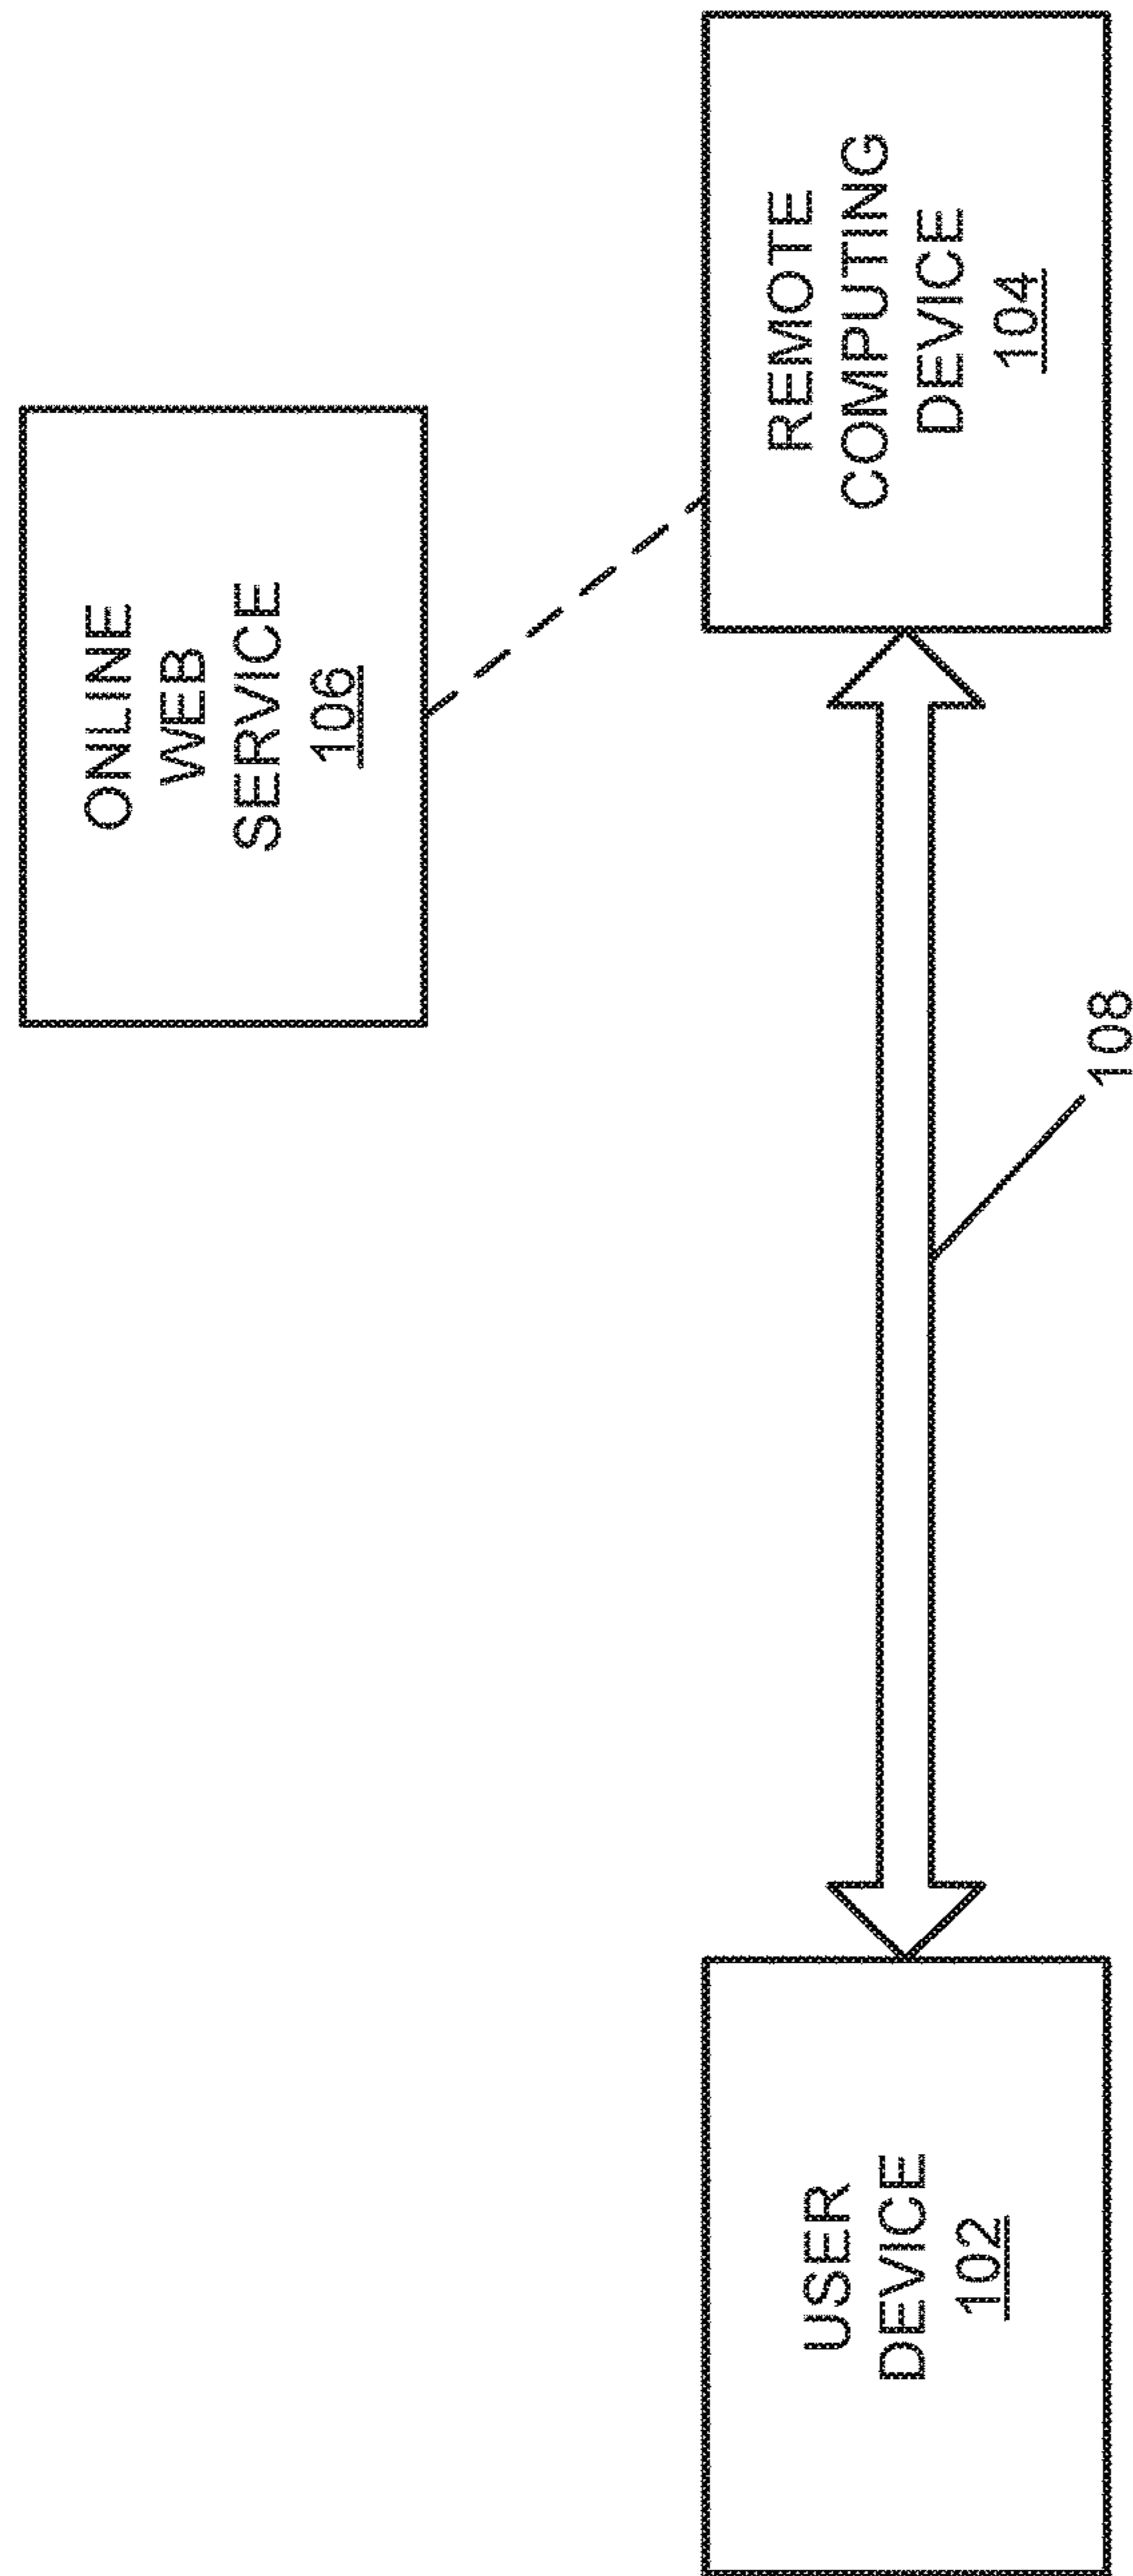 ONLINE
WEB
SERVICE
106
REMOTE
COMPUTING
DEVICE
104
108
USER
DEVICE
102